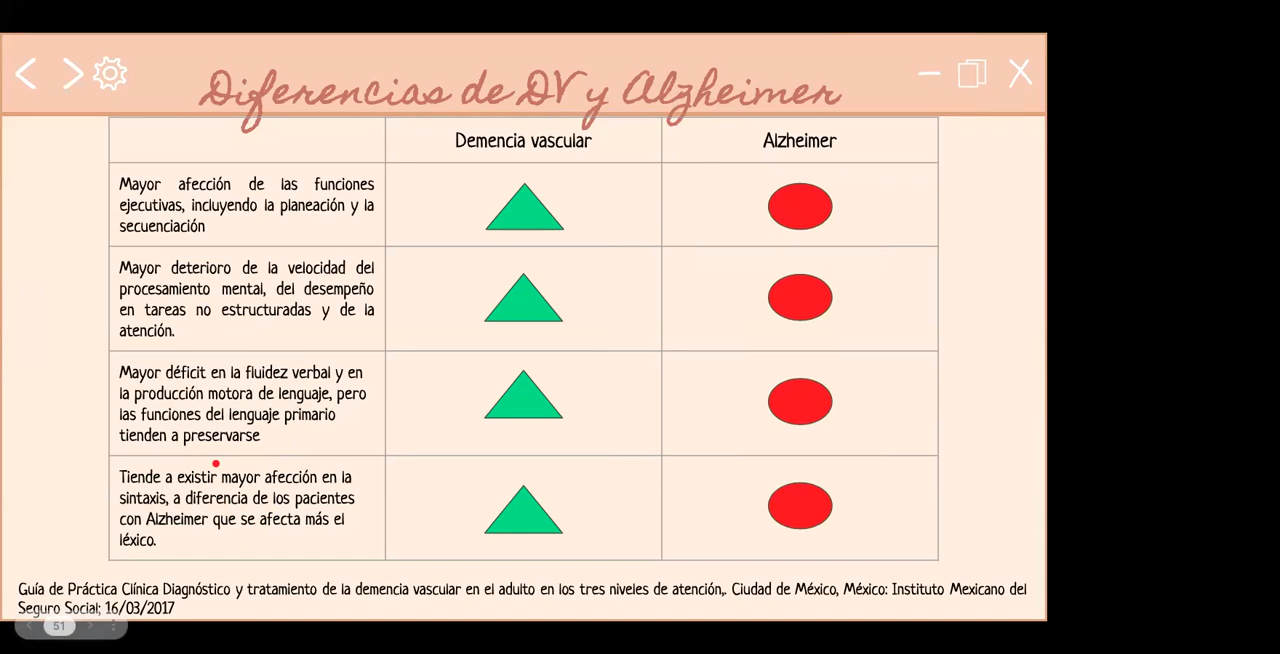 Diferencias de DV y Alzheimer
Demencia vascular
Alzheimer
Mayor afección de las funciones
ejecutivas, incluyendo la planeación y la
secuenciación
Mayor deterioro de la velocidad del
procesamiento mental, del desempeño
en tareas no estructuradas y de la
atención.
Mayor déficit en la fluidez verbal y en
la producción motora de lenguaje, pero
las funciones del lenguaje primario
tienden a preservarse
Tiende a existir mayor afección en la
sintaxis, a diferencia de los pacientes
con Alzheimer que se afecta más el
léxico.
Guía de Práctica Clínica Diagnóstico y tratamiento de la demencia vascular en el adulto en los tres niveles de atención,. Ciudad de México, México: Instituto Mexicano del
Seguro Social; 16/03/2017
51